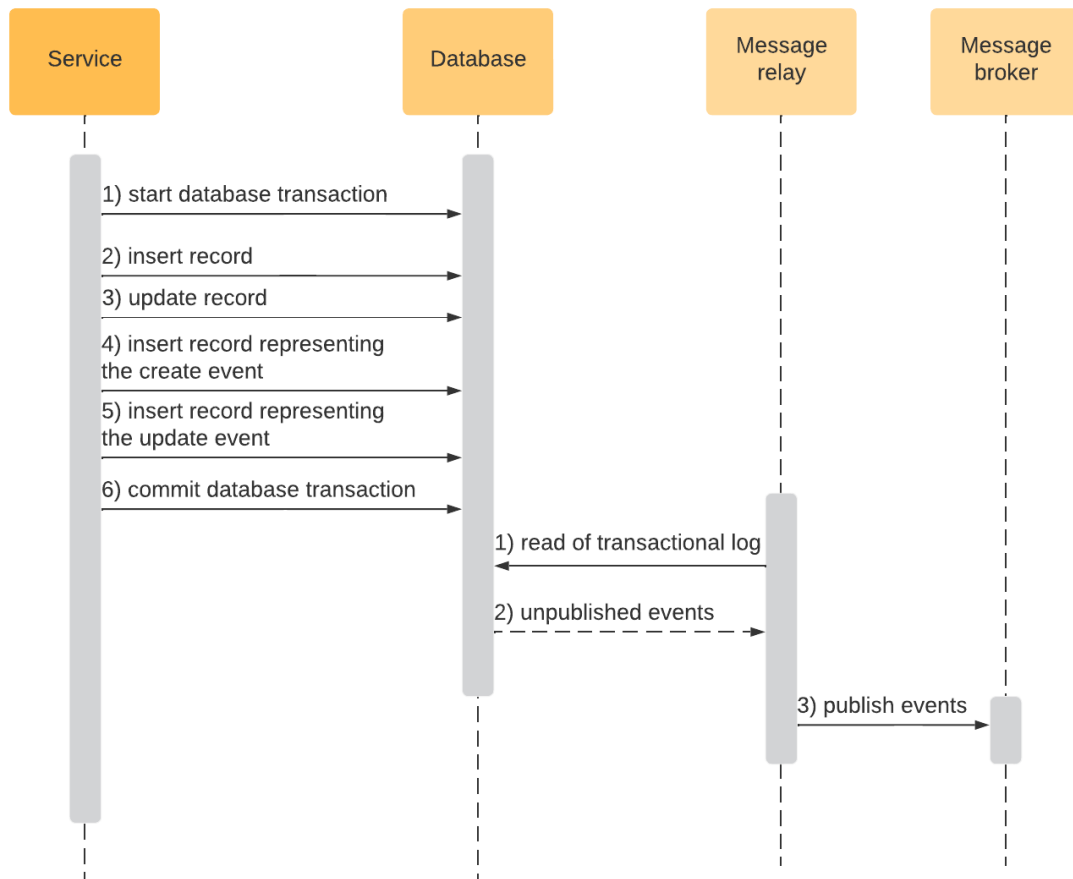 Service
Database
Message
relay
Message
broker
1) start database transaction
2) insert record
3) update record
4) insert record representing
the create event
5) insert record representing
the update event
6) commit database transaction
1) read of transactional log
2) unpublished events
3) publish events